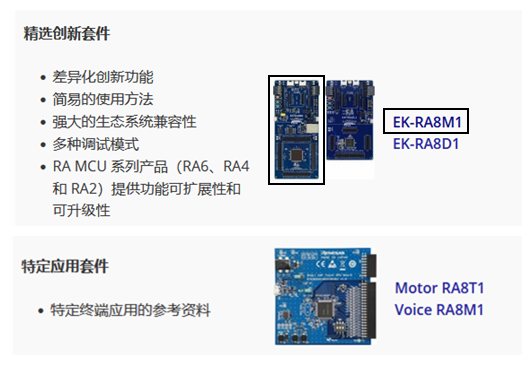 精选创新套件
• 差异化创新功能
• 简易的使用方法
• 强大的生态系统兼容性
• 多种调试模式
• RA MCU 系列产品（RA6、RA4
和 RA2）提供功能可扩展性和
可升级性
EK-RA8M1
EK-RA8D1
特定应用套件
• 特定终端应用的参考资料
RENESAS
Motor RA8T1
Voice RA8M1